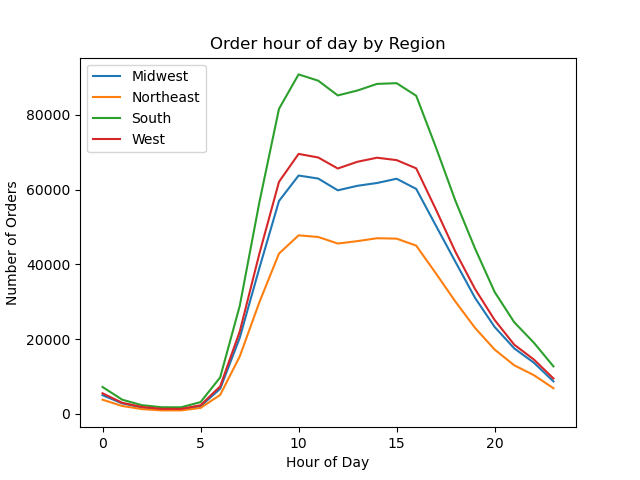 Order hour of day by Region
Midwest
Northeast
South
West
Number of Orders
80000
60000
40000
20000
0
0 5 10 15 20
Hour of Day